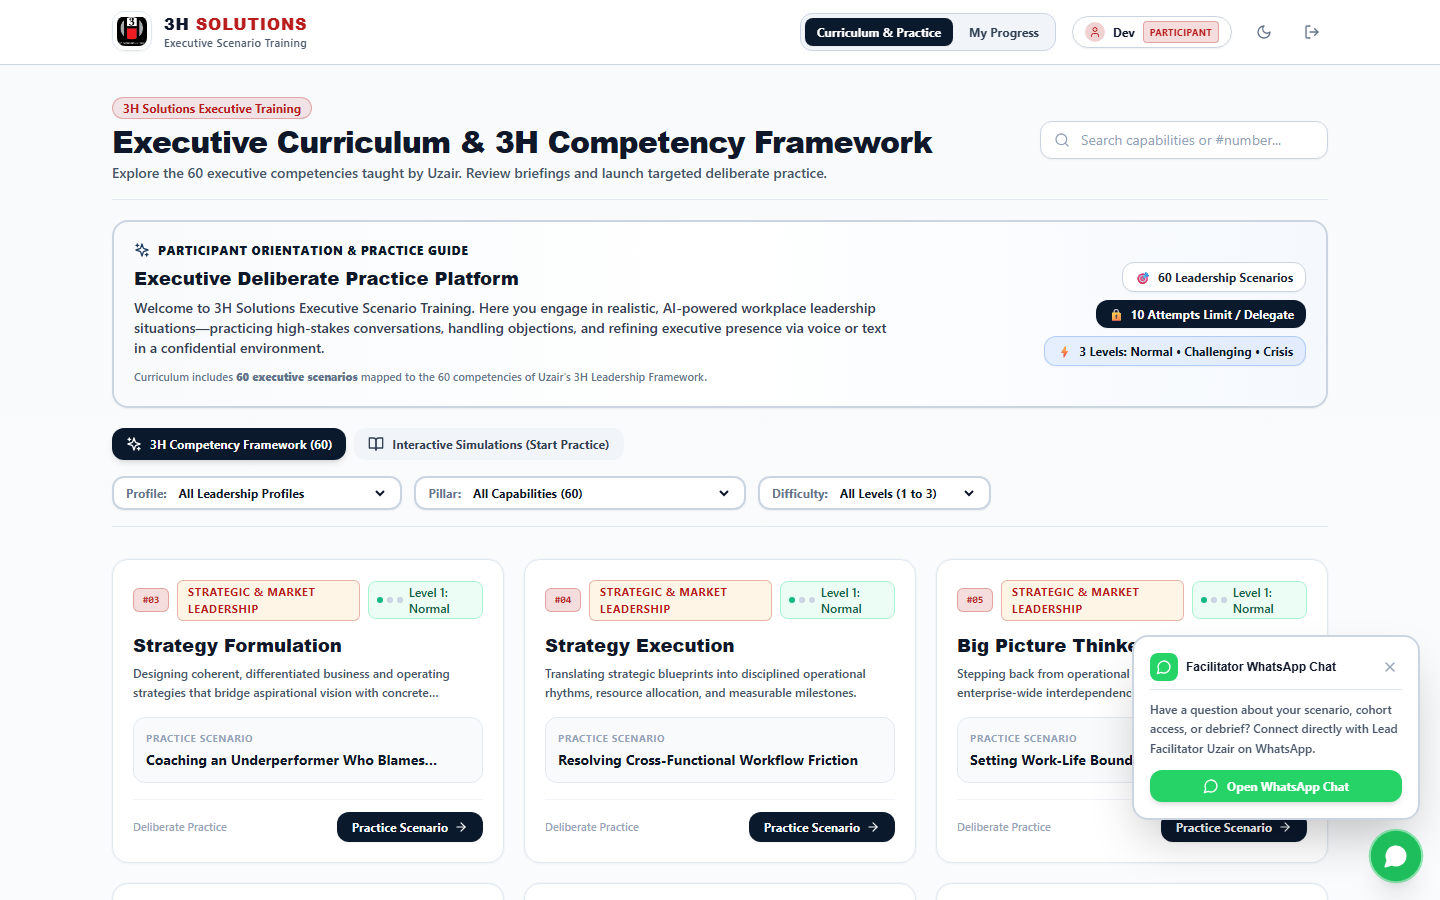 3H SOLUTIONS
Executive Scenario Training
Curriculum & Practice
My Progress
Dev
PARTICIPANT
3H Solutions Executive Training
Executive Curriculum & 3H Competency Framework
Explore the 60 executive competencies taught by Uzair. Review briefings and launch targeted deliberate practice.
Search capabilities or #number...
PARTICIPANT ORIENTATION & PRACTICE GUIDE
Executive Deliberate Practice Platform
Welcome to 3H Solutions Executive Scenario Training. Here you engage in realistic, AI-powered workplace leadership
situations—practicing high-stakes conversations, handling objections, and refining executive presence via voice or text
in a confidential environment.
Curriculum includes 60 executive scenarios mapped to the 60 competencies of Uzair's 3H Leadership Framework.
60 Leadership Scenarios
10 Attempts Limit / Delegate
3 Levels: Normal • Challenging • Crisis
3H Competency Framework (60)
Interactive Simulations (Start Practice)
Profile: All Leadership Profiles
Pillar: All Capabilities (60)
Difficulty: All Levels (1 to 3)
#03
STRATEGIC & MARKET
LEADERSHIP
Level 1:
Normal
Strategy Formulation
Designing coherent, differentiated business and operating
strategies that bridge aspirational vision with concrete...
PRACTICE SCENARIO
Coaching an Underperformer Who Blames...
Deliberate Practice
Practice Scenario
#04
STRATEGIC & MARKET
LEADERSHIP
Level 1:
Normal
Strategy Execution
Translating strategic blueprints into disciplined operational
rhythms, resource allocation, and measurable milestones.
PRACTICE SCENARIO
Resolving Cross-Functional Workflow Friction
Deliberate Practice
Practice Scenario
#05
STRATEGIC & MARKET
LEADERSHIP
Level 1:
Normal
Big Picture
Stepping back from operational
enterprise-wide
PRACTICE SCENARIO
Setting Work-Life
Deliberate Practice
Practice Scenario
Facilitator WhatsApp Chat
Have a question about your scenario, cohort
access, or debrief? Connect directly with Lead
Facilitator Uzair on WhatsApp.
Open WhatsApp Chat